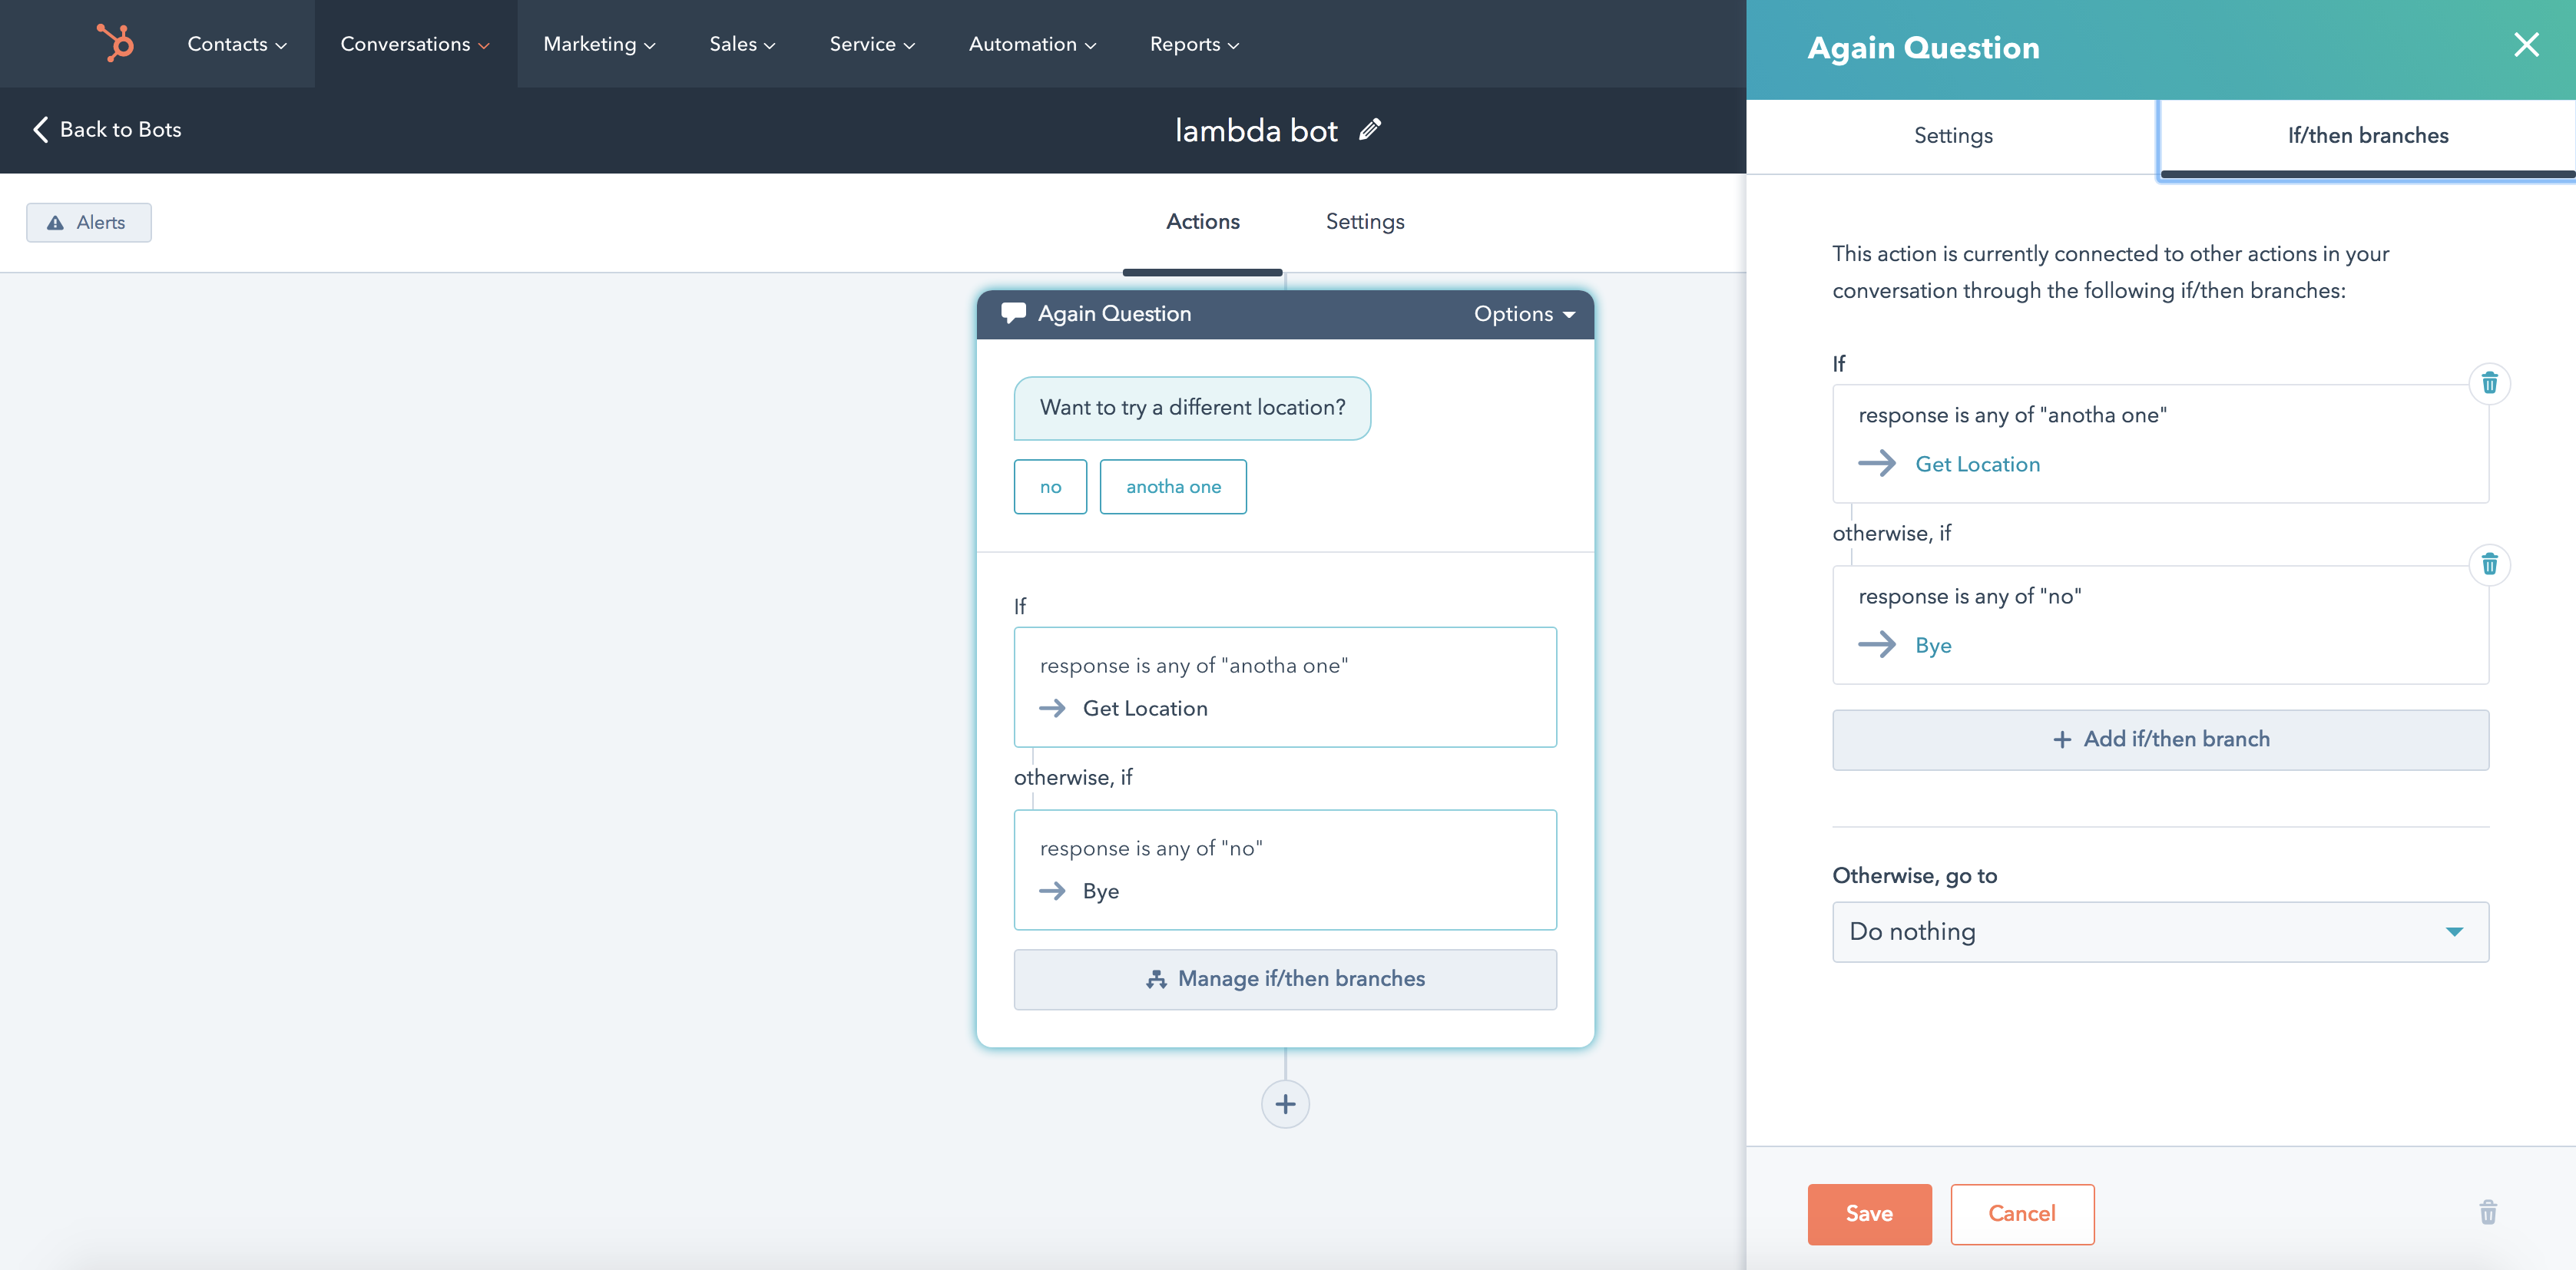 Contacts
Conversations
Marketing
Sales
Service
Automation
Reports
Back to Bots
lambda bot
Alerts
Actions
Settings
Again Question
Options
Want to try a different location?
no
anotha one
If
response is any of "anotha one"
Get Location
otherwise, if
response is any of "no"
Bye
Manage if/then branches
Again Question
Settings
If/then branches
This action is currently connected to other actions in your
conversation through the following if/then branches:
If
response is any of "anotha one"
Get Location
otherwise, if
response is any of "no"
Bye
Add if/then branch
Otherwise, go to
Do nothing
Save
Cancel